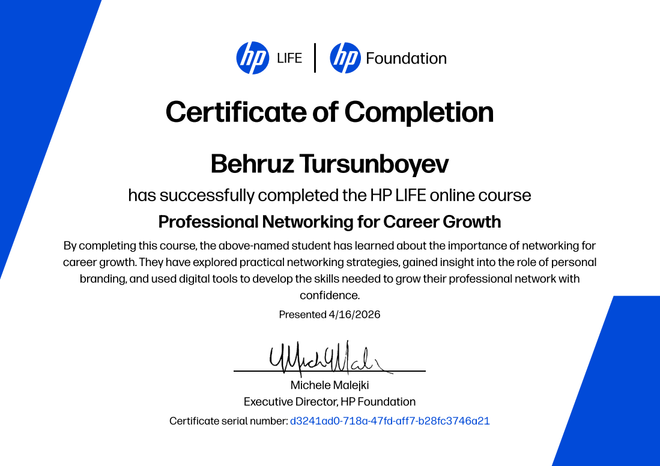 hp LIFE | hp Foundation
Certificate of Completion
Behruz Tursunboyev
has successfully completed the HP LIFE online course
Professional Networking for Career Growth
By completing this course, the above-named student has learned about the importance of networking for
career growth. They have explored practical networking strategies, gained insight into the role of personal
branding, and used digital tools to develop the skills needed to grow their professional network with
confidence.
Presented 4/16/2026
Michele Malejki
Executive Director, HP Foundation
Certificate serial number: d3241ad0-718a-47fd-aff7-b28fc3746a21